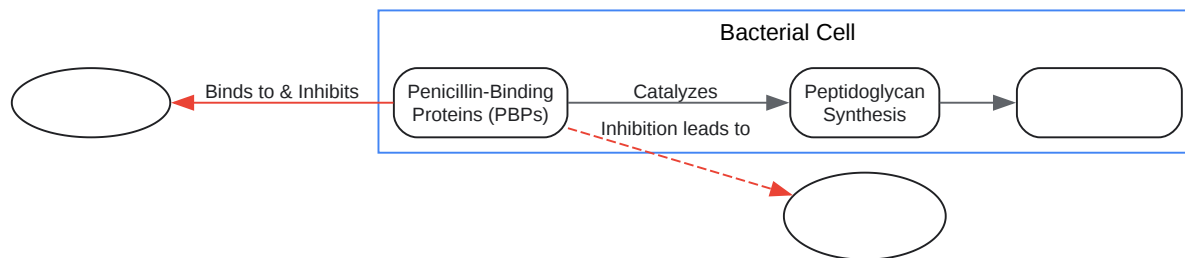 Bacterial Cell
Binds to & Inhibits
Penicillin-Binding
Proteins (PBPs)
Catalyzes
Peptidoglycan
Synthesis
Inhibition leads to